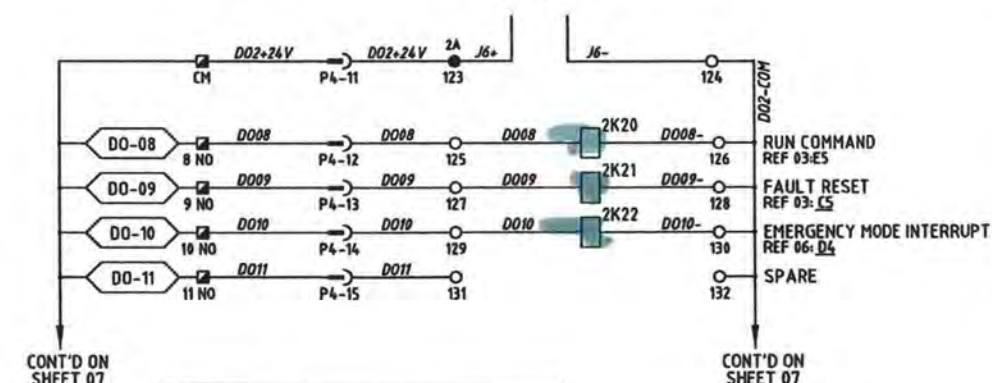 DO2+24V DO2+24V 2A J6+ J6- DO2-COM
CM P4-11 123 124
DO-08 DO08 DO08 DO08 2K20 DO08- RUN COMMAND
8 NO P4-12 125 126 REF 03:E5
DO-09 DO09 DO09 DO09 2K21 DO09- FAULT RESET
9 NO P4-13 127 128 REF 03: C5
DO-10 DO10 DO10 DO10 2K22 DO10- EMERGENCY MODE INTERRUPT
10 NO P4-14 129 130 REF 06: D4
DO-11 DO11 DO11 SPARE
11 NO P4-15 131 132
CONT'D ON CONT'D ON
SHEET 07 SHEET 07